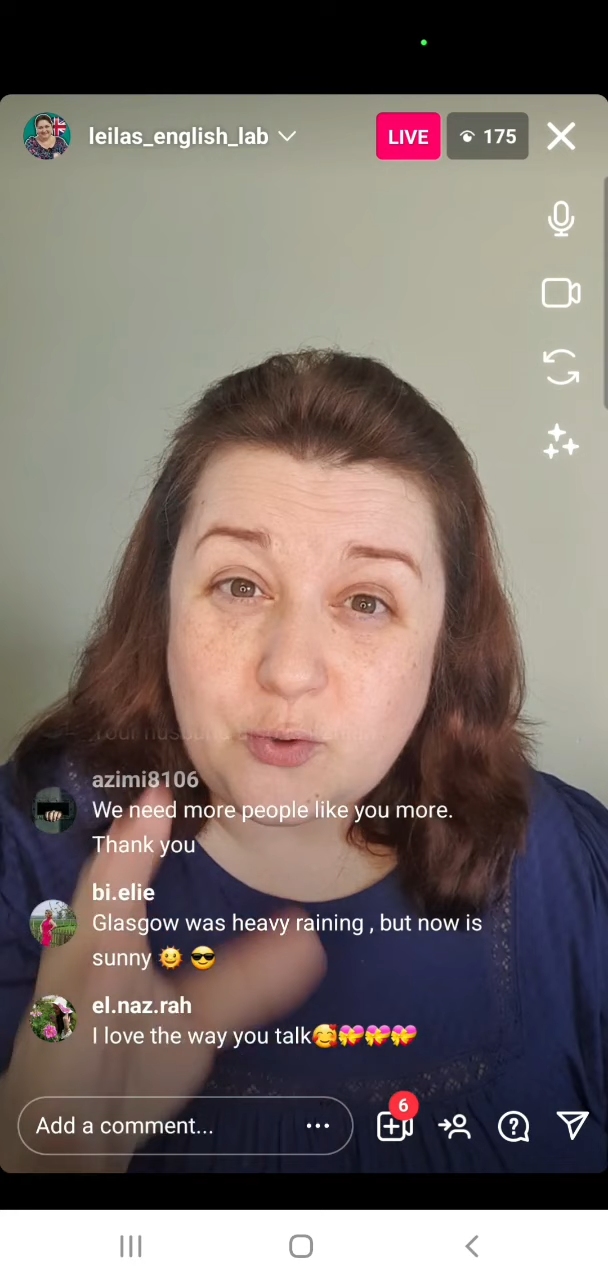 leilas_english_lab
LIVE
175
azimi8106
We need more people like you more.
Thank you
bi.elie
Glasgow was heavy raining , but now is
sunny 🌞 😎
el.naz.rah
I love the way you talk🥰💝💝💝
Add a comment...
6